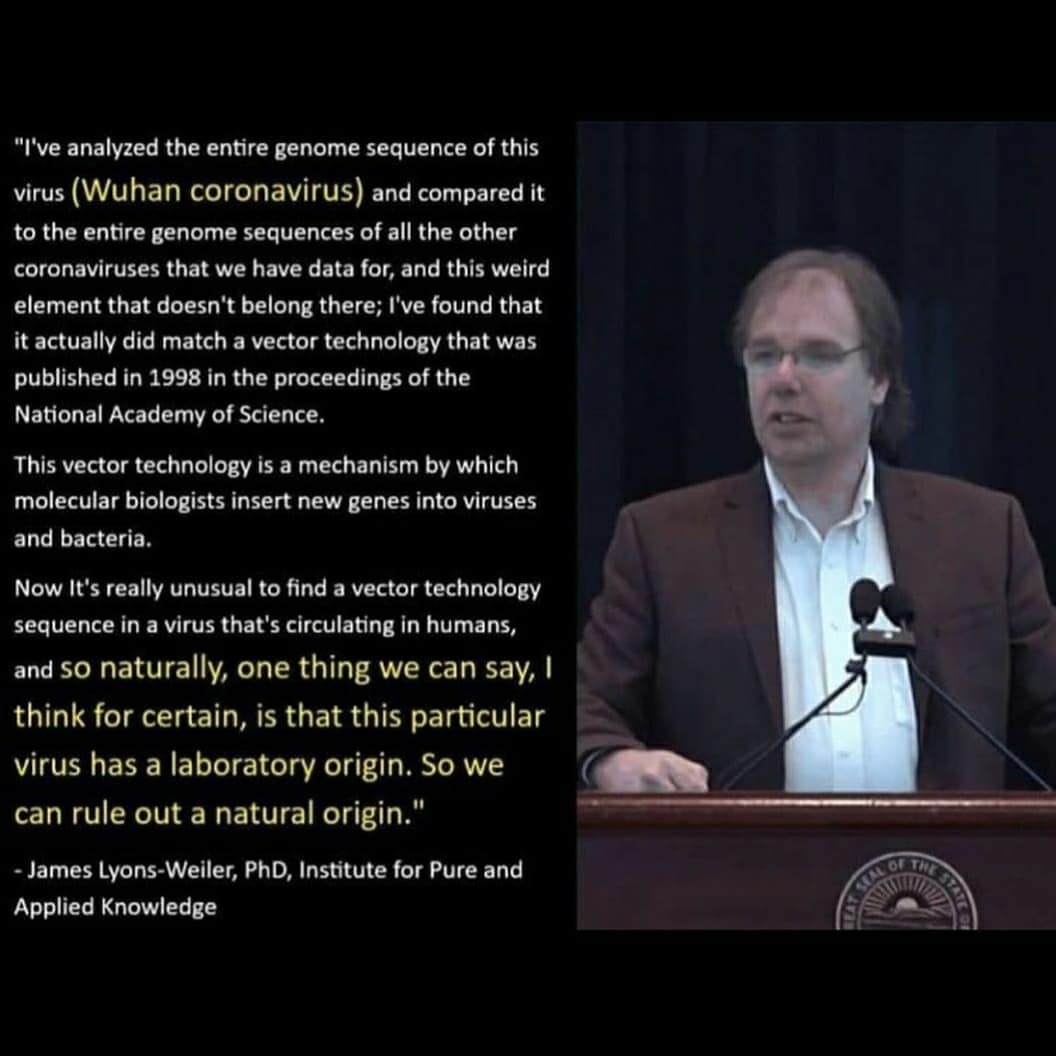 "I've analyzed the entire genome sequence of this
virus (Wuhan coronavirus) and compared it
to the entire genome sequences of all the other
coronaviruses that we have data for, and this weird
element that doesn't belong there; I've found that
it actually did match a vector technology that was
published in 1998 in the proceedings of the
National Academy of Science.
This vector technology is a mechanism by which
molecular biologists insert new genes into viruses
and bacteria.
Now It's really unusual to find a vector technology
sequence in a virus that's circulating in humans,
and so naturally, one thing we can say, I
think for certain, is that this particular
virus has a laboratory origin. So we
can rule out a natural origin."
- James Lyons-Weiler, PhD, Institute for Pure and
Applied Knowledge
SEAL OF THE STATE